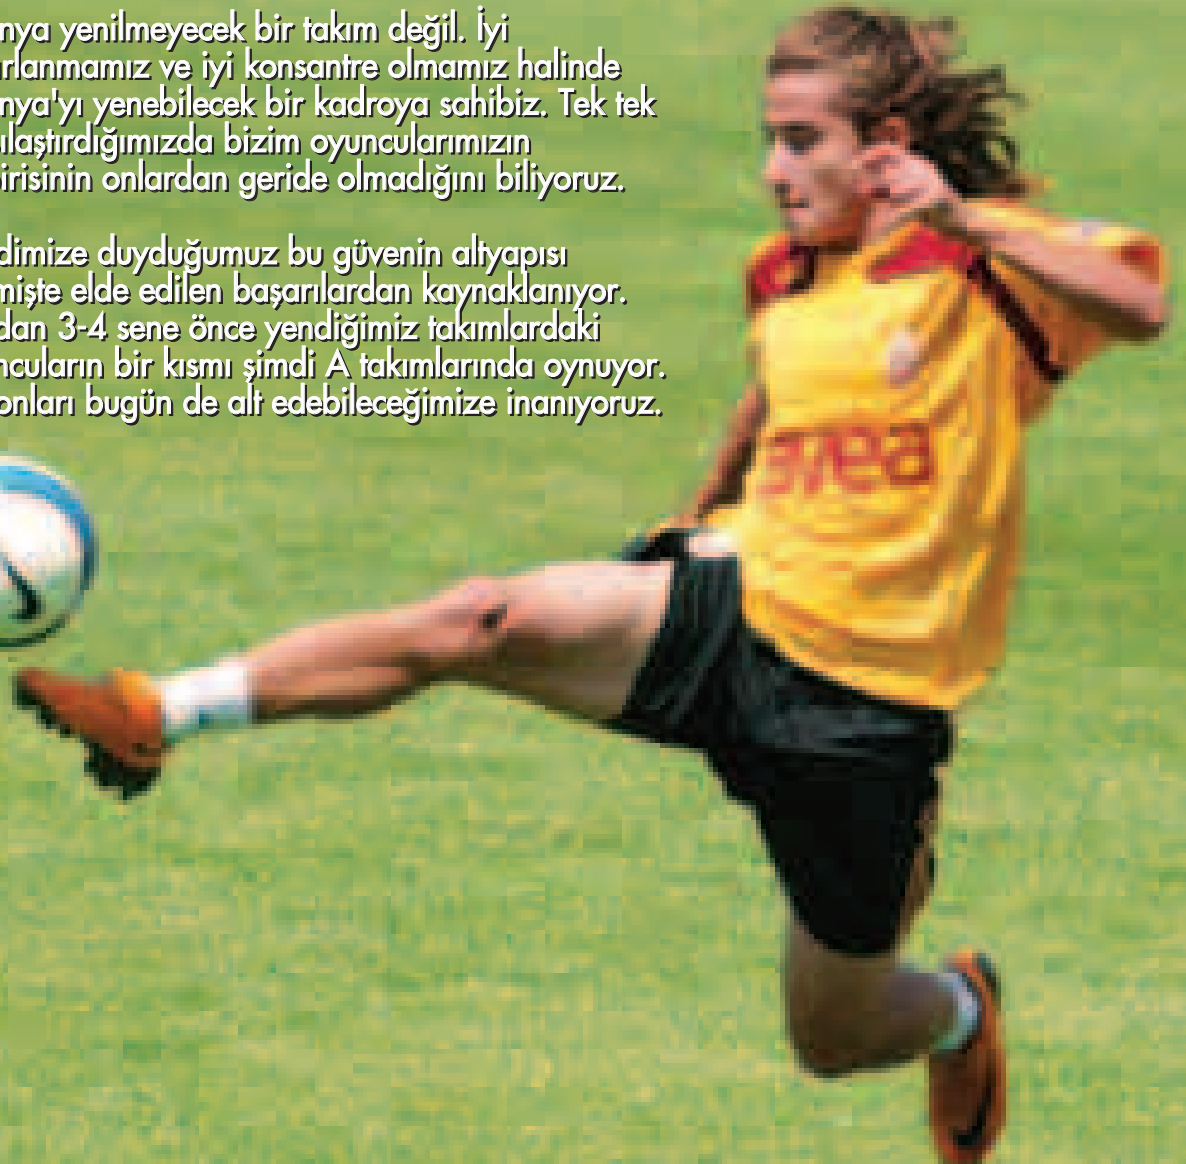 nya yenilmeyecek bir takım değil. İyi
rlanmamız ve iyi konsantre olmamız halinde
nya'yı yenebilecek bir kadroya sahibiz. Tek tek
ılaştırdığımızda bizim oyuncularımızın
irisinin onlardan geride olmadığını biliyoruz.
dimize duyduğumuz bu güvenin altyapısı
mişte elde edilen başarılardan kaynaklanıyor.
dan 3-4 sene önce yendiğimiz takımlardaki
ncuların bir kısmı şimdi A takımlarında oynuyor.
onları bugün de alt edebileceğimize inanıyoruz.
avea